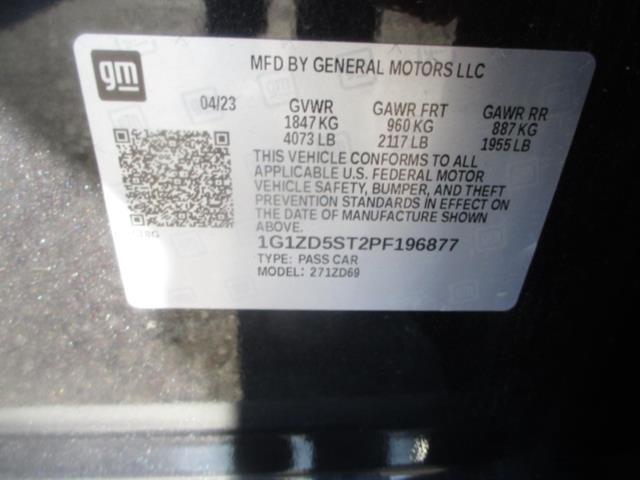 gm
MFD BY GENERAL MOTORS LLC
04/23 GVWR GAWR FRT GAWR RR
1847 KG 960 KG 887 KG
4073 LB 2117 LB 1955 LB
THIS VEHICLE CONFORMS TO ALL
APPLICABLE U.S. FEDERAL MOTOR
VEHICLE SAFETY, BUMPER, AND THEFT
PREVENTION STANDARDS IN EFFECT ON
THE DATE OF MANUFACTURE SHOWN
ABOVE.
1G1ZD5ST2PF196877
TYPE: PASS CAR
MODEL: 271ZD69